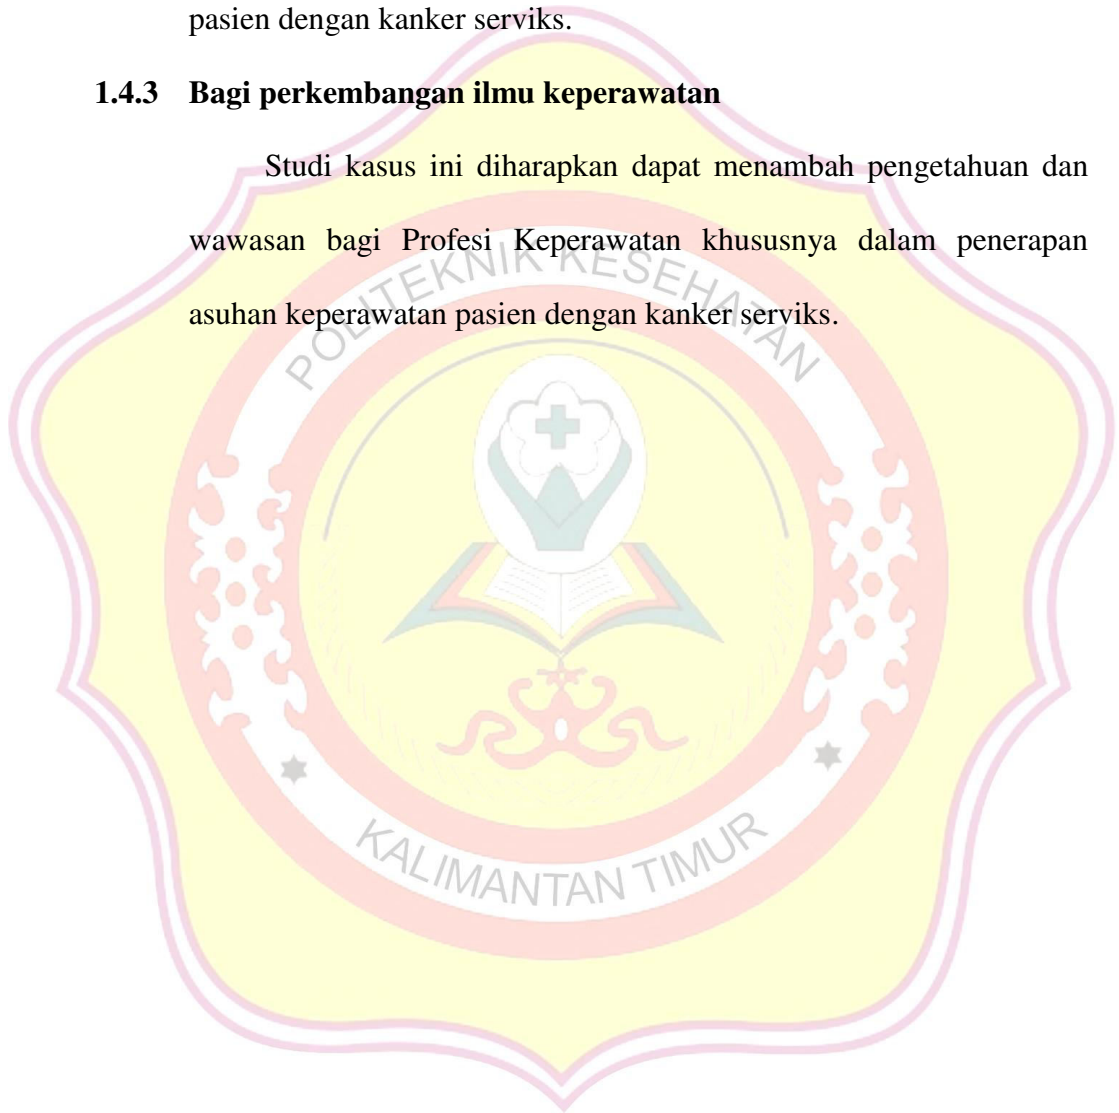 pasien dengan kanker serviks.
1.4.3 Bagi perkembangan ilmu keperawatan
Studi kasus ini diharapkan dapat menambah pengetahuan dan
wawasan bagi Profesi Keperawatan khususnya dalam penerapan
asuhan keperawatan pasien dengan kanker serviks.
POLITEKNIK KESEHATAN
KALIMANTAN TIMUR